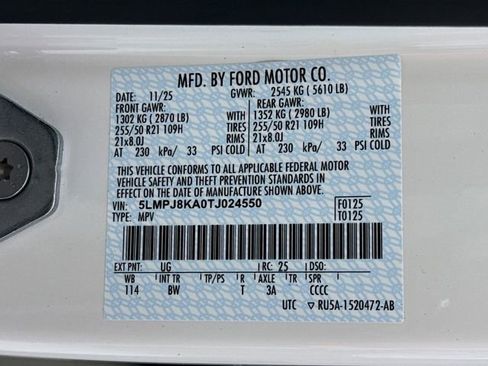 MFD. BY FORD MOTOR CO.
DATE: 11/25 GVWR: 2545 KG ( 5610 LB)
FRONT GAWR: REAR GAWR:
1302 KG ( 2870 LB) WITH 1352 KG ( 2980 LB) WITH
255/50 R21 109H TIRES 255/50 R21 109H TIRES
21x8.0J RIMS 21x8.0J RIMS
AT 230 kPa/ 33 PSI COLD AT 230 kPa/ 33 PSI COLD
THIS VEHICLE CONFORMS TO ALL APPLICABLE FEDERAL MOTOR
VEHICLE SAFETY AND THEFT PREVENTION STANDARDS IN
EFFECT ON THE DATE OF MANUFACTURE SHOWN ABOVE.
VIN: 5LMPJ8KA0TJ024550 F0125
TYPE: MPV T0125
EXT PNT: UG RC: 25 DSO:
WB INT TR TP/PS R AXLE TR SPR
114 BW T 3A CCCC
UTC ▽ RU5A-1520472-AB